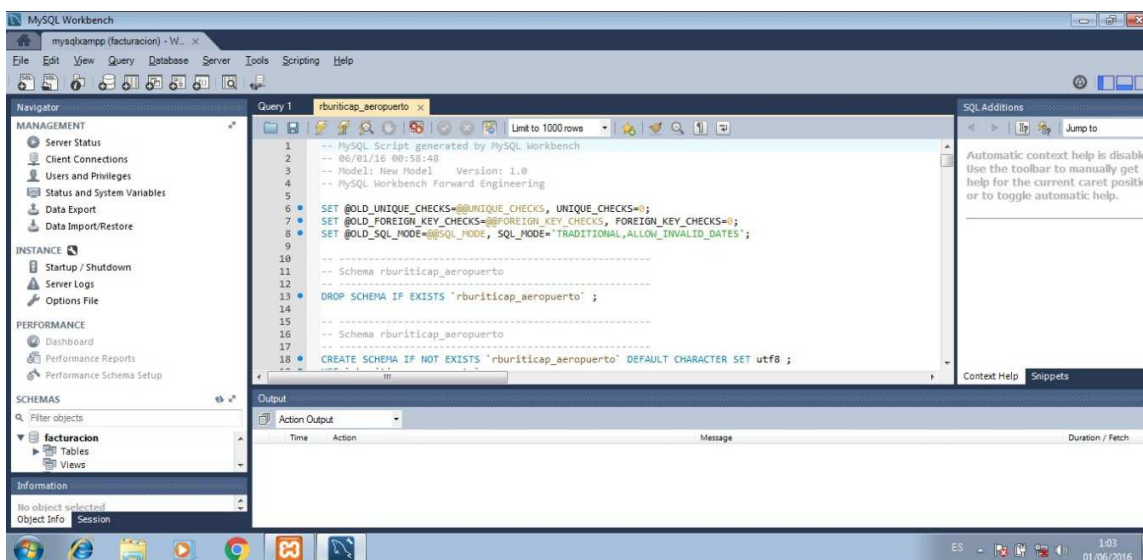 MySQL Workbench
mysqlxampp (facturacion) - W...
File Edit View Query Database Server Tools Scripting Help
Navigator
MANAGEMENT
Server Status
Client Connections
Users and Privileges
Status and System Variables
Data Export
Data Import/Restore
INSTANCE
Startup / Shutdown
Server Logs
Options File
PERFORMANCE
Dashboard
Performance Reports
Performance Schema Setup
SCHEMAS
Filter objects
facturacion
Tables
Views
Information
No object selected
Object Info Session
Query 1 rburiticap_aeropuerto
Limit to 1000 rows
1 -- MySQL Script generated by MySQL Workbench
2 -- 06/01/16 00:58:48
3 -- Model: New Model    Version: 1.0
4 -- MySQL Workbench Forward Engineering
5
6 SET @OLD_UNIQUE_CHECKS=@@UNIQUE_CHECKS, UNIQUE_CHECKS=0;
7 SET @OLD_FOREIGN_KEY_CHECKS=@@FOREIGN_KEY_CHECKS, FOREIGN_KEY_CHECKS=0;
8 SET @OLD_SQL_MODE=@@SQL_MODE, SQL_MODE='TRADITIONAL,ALLOW_INVALID_DATES';
9
10 -- -----------------------------------------------------
11 -- Schema rburiticap_aeropuerto
12 -- -----------------------------------------------------
13 DROP SCHEMA IF EXISTS `rburiticap_aeropuerto` ;
14
15 -- -----------------------------------------------------
16 -- Schema rburiticap_aeropuerto
17 -- -----------------------------------------------------
18 CREATE SCHEMA IF NOT EXISTS `rburiticap_aeropuerto` DEFAULT CHARACTER SET utf8 ;
SQL Additions
Jump to
Automatic context help is disabl
Use the toolbar to manually get
help for the current caret positi
or to toggle automatic help.
Context Help Snippets
Output
Action Output
Time Action Message Duration / Fetch
ES
1:03
01/06/2016